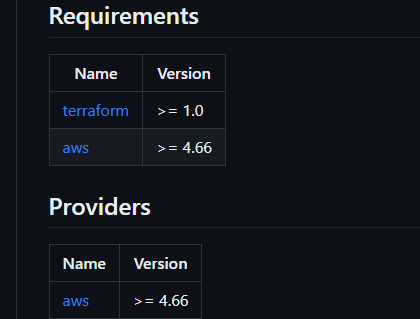 Requirements
Name Version
terraform >= 1.0
aws >= 4.66
Providers
Name Version
aws >= 4.66